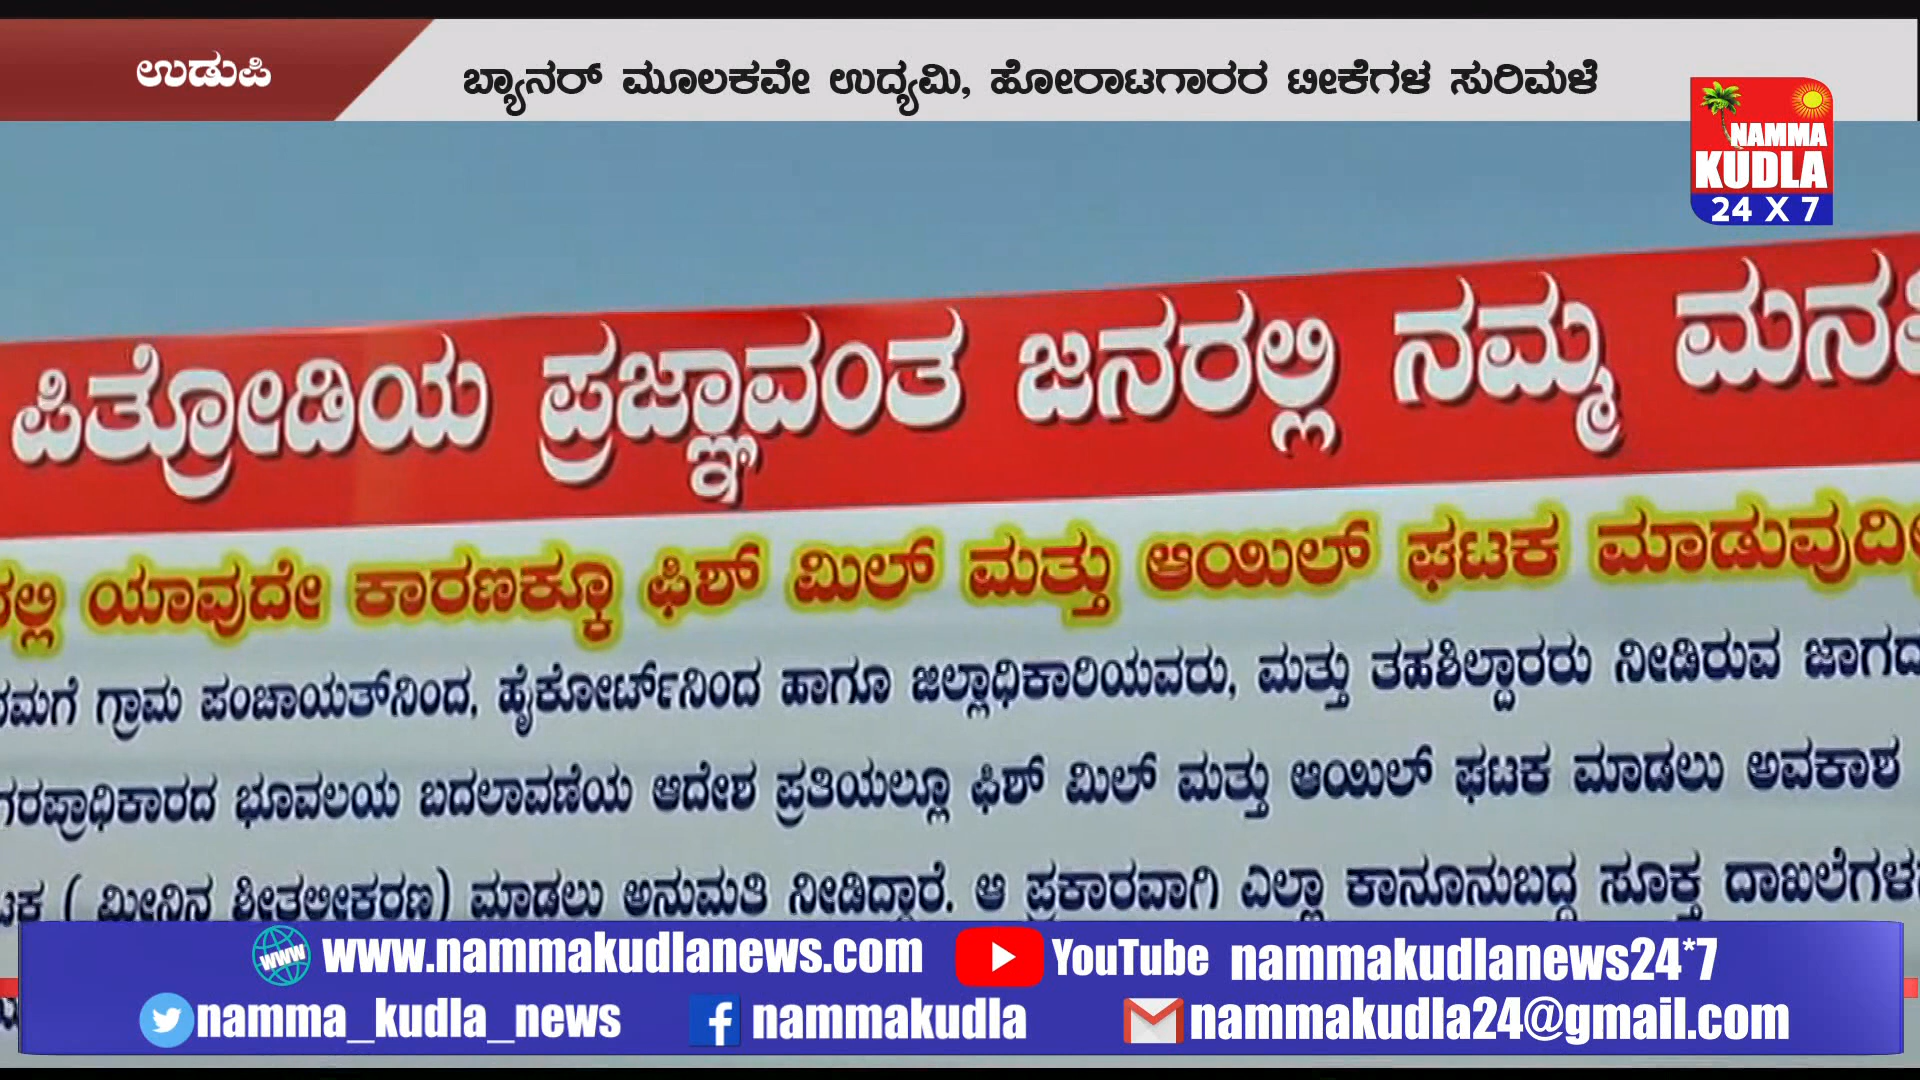 ಉಡುಪಿ
ಬ್ಯಾನರ್ ಮೂಲಕವೇ ಉದ್ಯಮಿ, ಹೋರಾಟಗಾರರ ಟೀಕೆಗಳ ಸುರಿಮಳೆ
NAMMA
KUDLA
24 X 7
ಪಿತ್ರೋಡಿಯ ಪ್ರಜ್ಞಾವಂತ ಜನರಲ್ಲಿ ನಮ್ಮ
ಯಾವುದೇ ಕಾರಣಕ್ಕೂ ಫಿಶ್ ಮಿಲ್ ಮತ್ತು ಆಯಿಲ್ ಘಟಕ
ಗ್ರಾಮ ಪಂಚಾಯತ್‌ನಿಂದ, ಹೈಕೋರ್ಟ್‌ನಿಂದ ಹಾಗೂ ಜಿಲ್ಲಾಧಿಕಾರಿಯವರು, ಮತ್ತು ತಹಶಿಲ್ದಾರರು ನೀಡಿರುವ
ಭೂವಲಯ ಬದಲಾವಣೆಯ ಆದೇಶ ಪ್ರತಿಯಲ್ಲೂ ಫಿಶ್ ಮಿಲ್ ಮತ್ತು ಆಯಿಲ್ ಘಟಕ ಮಾಡಲು ಅವಕಾಶ
( ಮೀನಿನ ಶೀತಲೀಕರಣ) ಮಾಡಲು ಅನುಮತಿ ನೀಡಿದ್ದಾರೆ. ಆ ಪ್ರಕಾರವಾಗಿ ಎಲ್ಲಾ ಕಾನೂನುಬದ್ಧ ಸೂಕ್ತ
www www.nammakudlanews.com YouTube nammakudlanews24*7
namma_kudla_news nammakudla nammakudla24@gmail.com